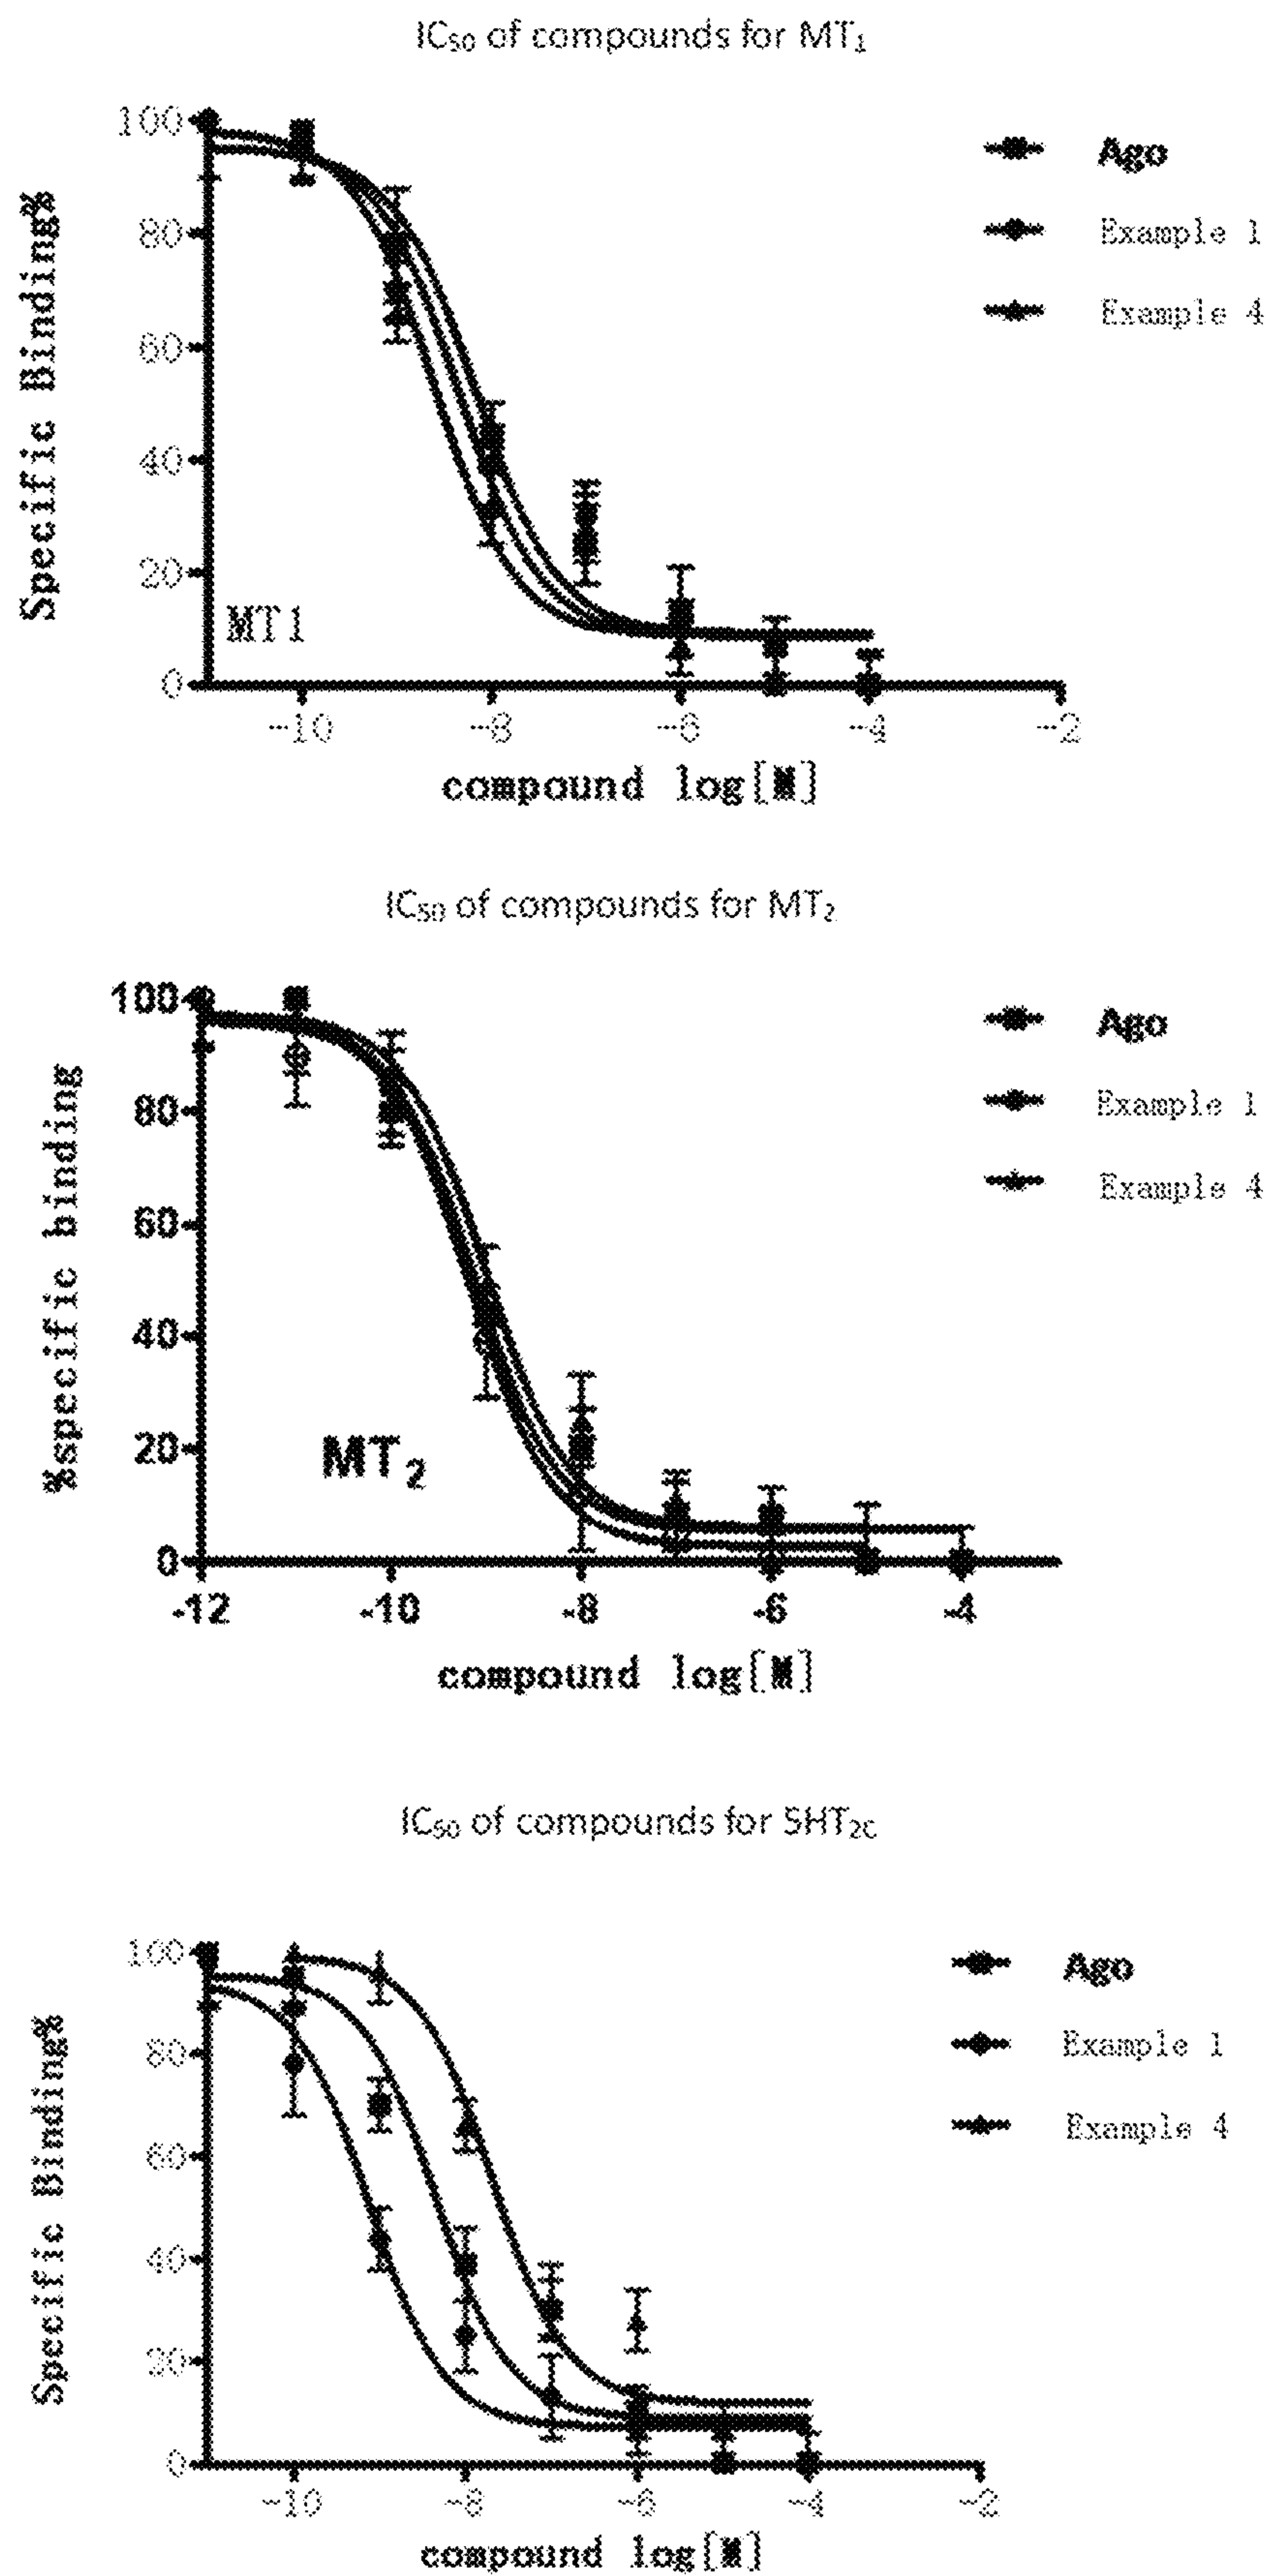 IC₅₀ of compounds for MT₁
100
80
60
40
20
0
Specific Binding%
MT1
-10
-8
-6
-4
-2
compound log[M]
Ago
Example 1
Example 4
IC₅₀ of compounds for MT₂
100
80
60
40
20
0
%specific binding
MT₂
-12
-10
-8
-6
-4
compound log[M]
Ago
Example 1
Example 4
IC₅₀ of compounds for 5HT₂C
100
80
60
40
20
0
Specific Binding%
-10
-8
-6
-4
-2
compound log[M]
Ago
Example 1
Example 4